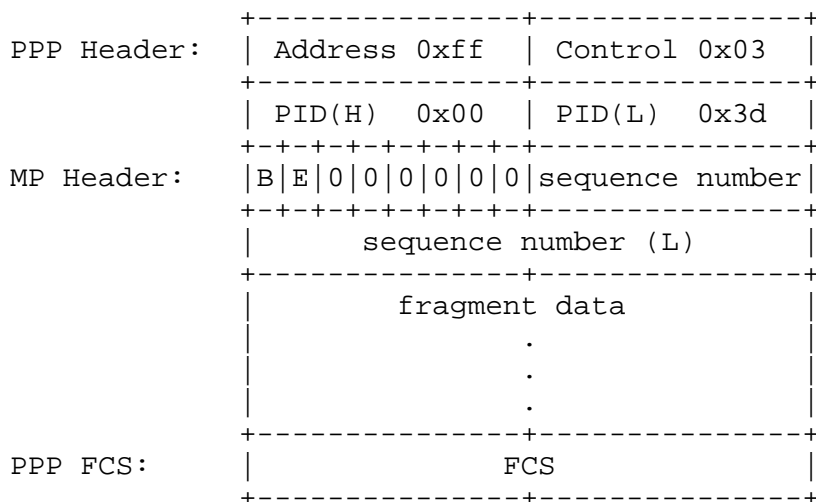 +---------------+---------------+
PPP Header:   | Address 0xff  | Control 0x03  |
              +---------------+---------------+
              | PID(H)  0x00  | PID(L)  0x3d  |
              +-+-+-+-+-+-+-+-+---------------+
MP Header:    |B|E|0|0|0|0|0|0|sequence number|
              +-+-+-+-+-+-+-+-+---------------+
              |      sequence number (L)      |
              +---------------+---------------+
              |        fragment data          |
              |               .               |
              |               .               |
              |               .               |
              +---------------+---------------+
PPP FCS:      |              FCS              |
              +---------------+---------------+